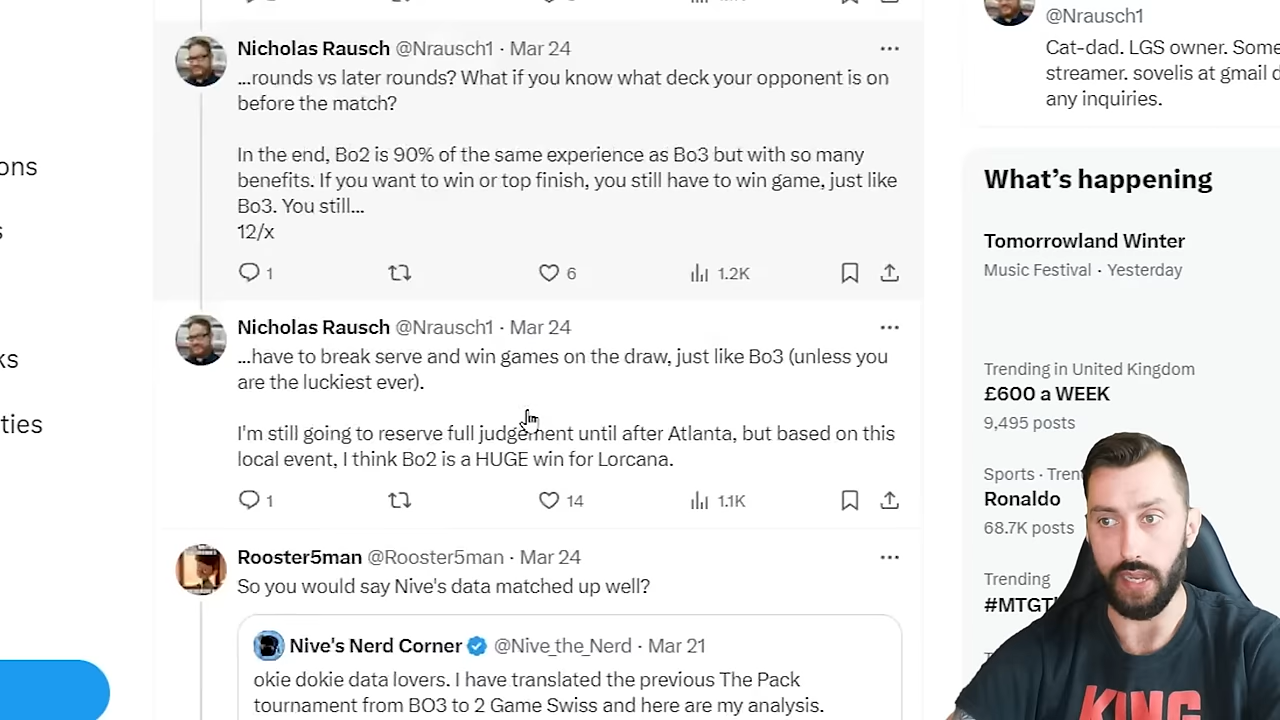 @Nrausch1
Cat-dad. LGS owner. Some
streamer. sovelis at gmail d
any inquiries.
Nicholas Rausch @Nrausch1 · Mar 24
...rounds vs later rounds? What if you know what deck your opponent is on
before the match?
In the end, Bo2 is 90% of the same experience as Bo3 but with so many
benefits. If you want to win or top finish, you still have to win game, just like
Bo3. You still...
12/x
1
6
1.2K
Nicholas Rausch @Nrausch1 · Mar 24
...have to break serve and win games on the draw, just like Bo3 (unless you
are the luckiest ever).
I'm still going to reserve full judgement until after Atlanta, but based on this
local event, I think Bo2 is a HUGE win for Lorcana.
1
14
1.1K
Rooster5man @Rooster5man · Mar 24
So you would say Nive's data matched up well?
Nive's Nerd Corner @Nive_the_Nerd · Mar 21
okie dokie data lovers. I have translated the previous The Pack
tournament from BO3 to 2 Game Swiss and here are my analysis.
What's happening
Tomorrowland Winter
Music Festival · Yesterday
Trending in United Kingdom
£600 a WEEK
9,495 posts
Sports · Tren
Ronaldo
68.7K posts
Trending
#MTGT
ons
s
ks
ties
KING